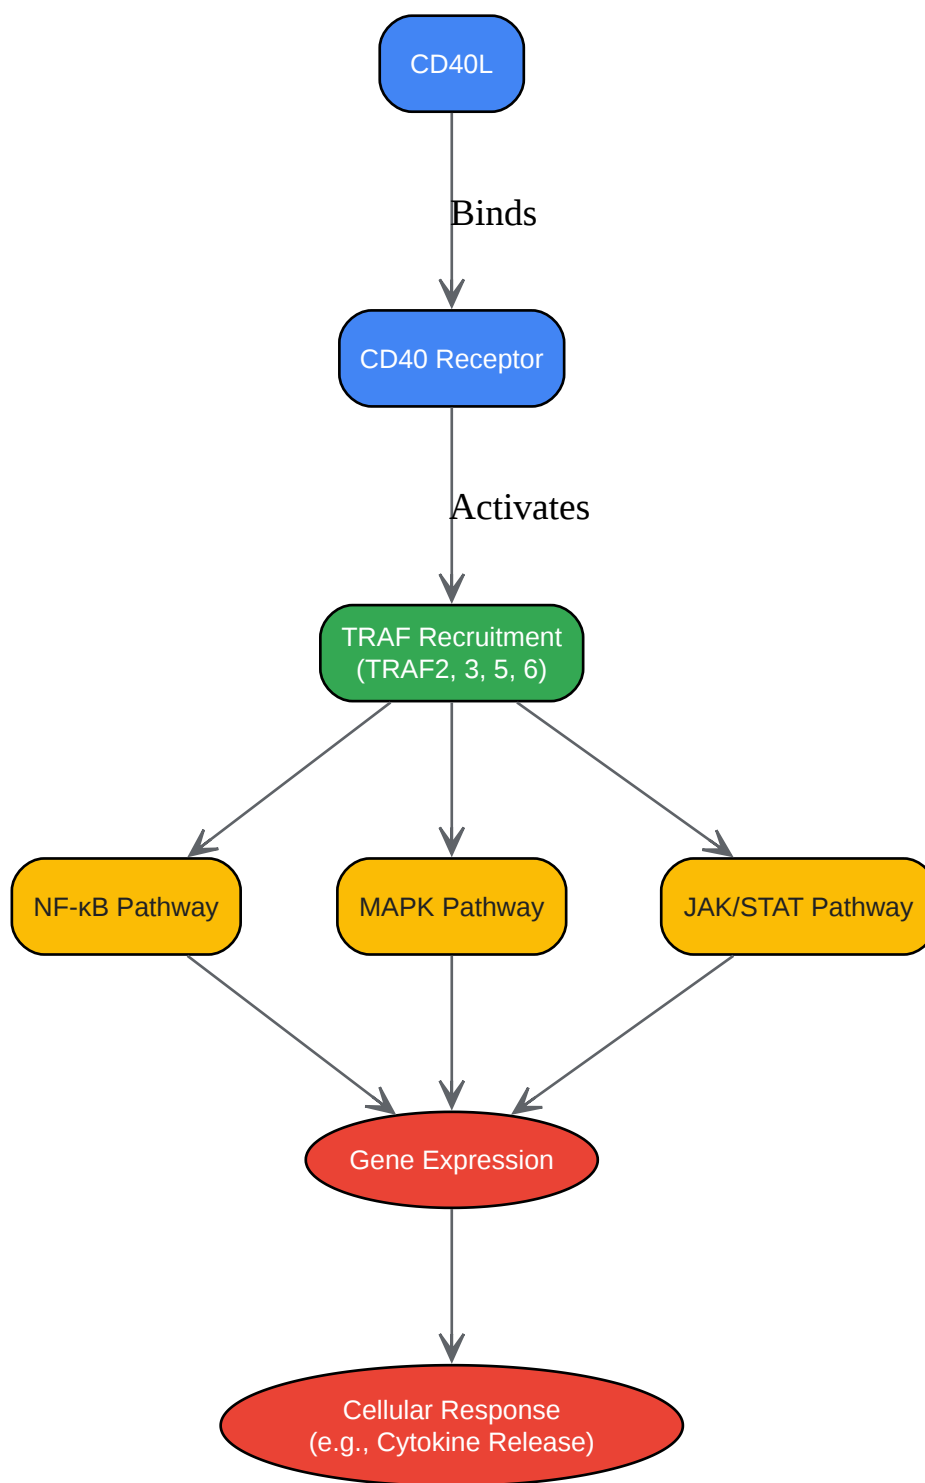 CD40L
Binds
CD40 Receptor
Activates
TRAF Recruitment
(TRAF2, 3, 5, 6)
NF-κB Pathway
MAPK Pathway
JAK/STAT Pathway
Gene Expression
Cellular Response
(e.g., Cytokine Release)